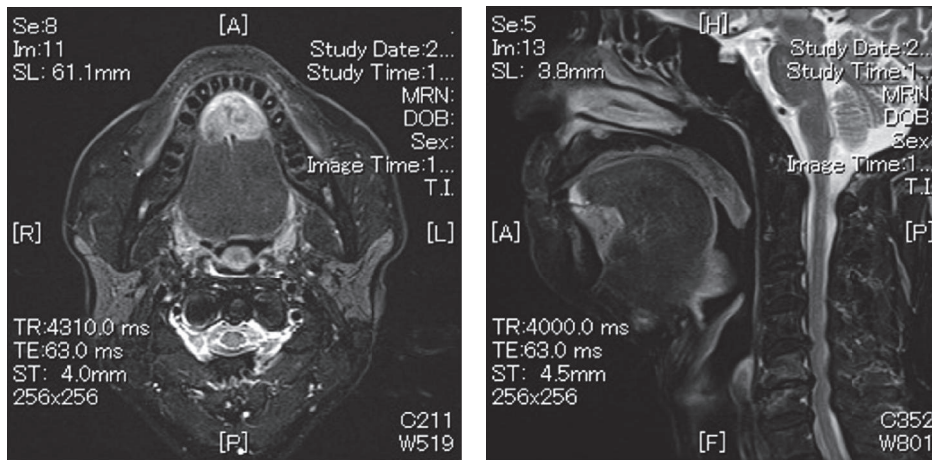 Se:8
Im:11
SL: 61.1mm
[A]
.
Study Date:2...
Study Time:1...
MRN:
DOB:
Sex:
Image Time:1...
T.I.
[R]
[L]
TR:4310.0 ms
TE:63.0 ms
ST: 4.0mm
256x256
[P]
C211
W519
Se:5
Im:13
SL: 3.8mm
[H]
Study Date:2...
Study Time:1...
MRN:
DOB:
Sex:
Image Time:1...
T.I.
[A]
[P]
TR:4000.0 ms
TE:63.0 ms
ST: 4.5mm
256x256
[F]
C352
W801